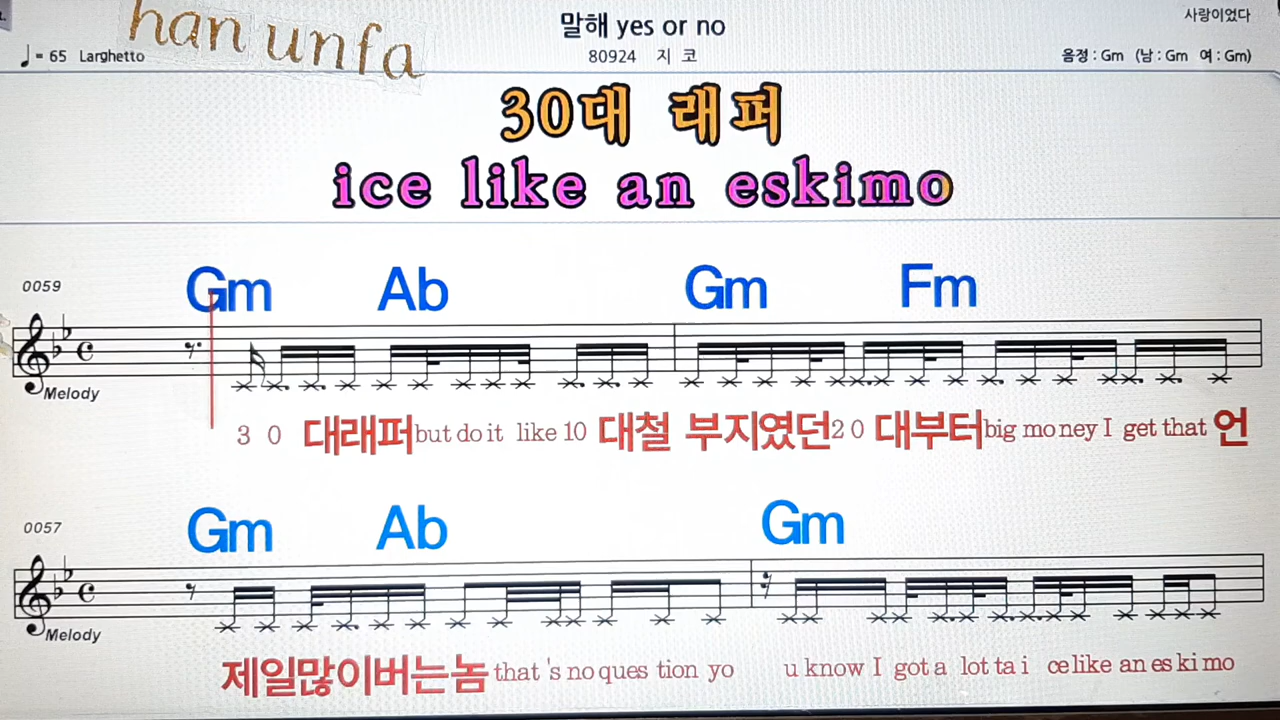 han unfa
말해 yes or no
사랑이었다
♩= 65 Larghetto
80924 지 코
음정 : Gm (남 : Gm 여 : Gm)
30대 래퍼
ice like an eskimo
0059
Gm Ab Gm Fm
Melody
3 0 대래퍼 but do it like 10 대철 부지였던 2 0 대부터 big mo ney I get that 언
0057
Gm Ab Gm
Melody
제일많이버는놈 that 's no ques tion yo u know I got a lot ta i ce like an es ki mo